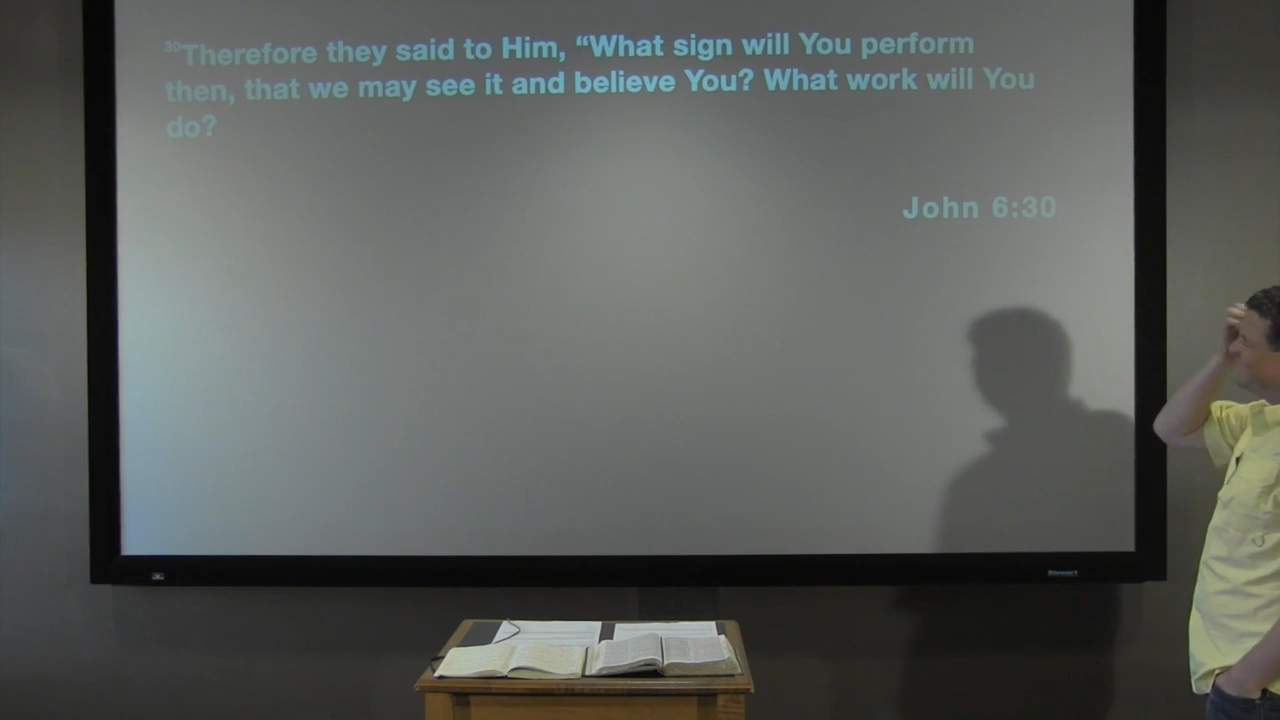 ³⁰Therefore they said to Him, “What sign will You perform
then, that we may see it and believe You? What work will You
do?
John 6:30
Stewart